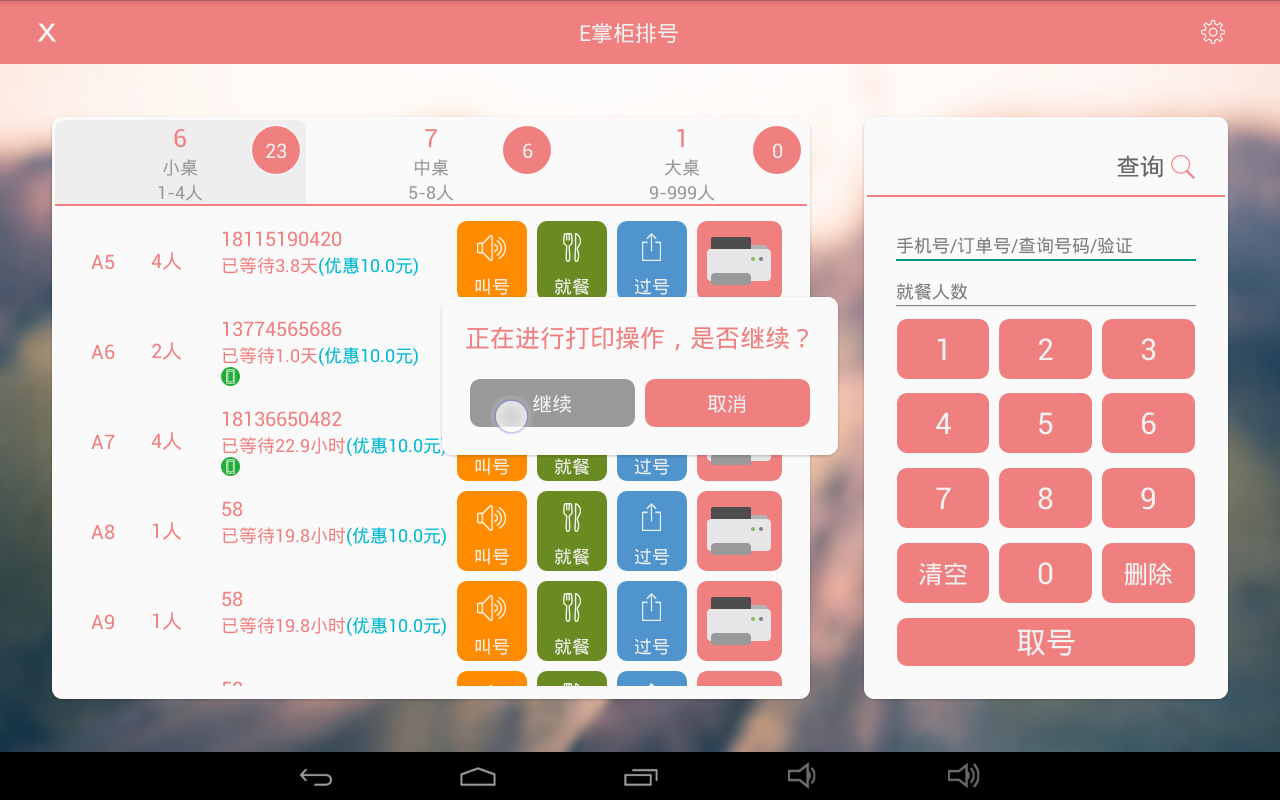 X
E掌柜排号
6
小桌
1-4人
23
7
中桌
5-8人
6
1
大桌
9-999人
0
A5
4人
18115190420
已等待3.8天(优惠10.0元)
叫号
就餐
过号
A6
2人
13774565686
已等待1.0天(优惠10.0元)
A7
4人
18136650482
已等待22.9小时(优惠10.0元)
叫号
就餐
过号
A8
1人
58
已等待19.8小时(优惠10.0元)
叫号
就餐
过号
A9
1人
58
已等待19.8小时(优惠10.0元)
叫号
就餐
过号
正在进行打印操作，是否继续？
继续
取消
查询
手机号/订单号/查询号码/验证
就餐人数
1
2
3
4
5
6
7
8
9
清空
0
删除
取号